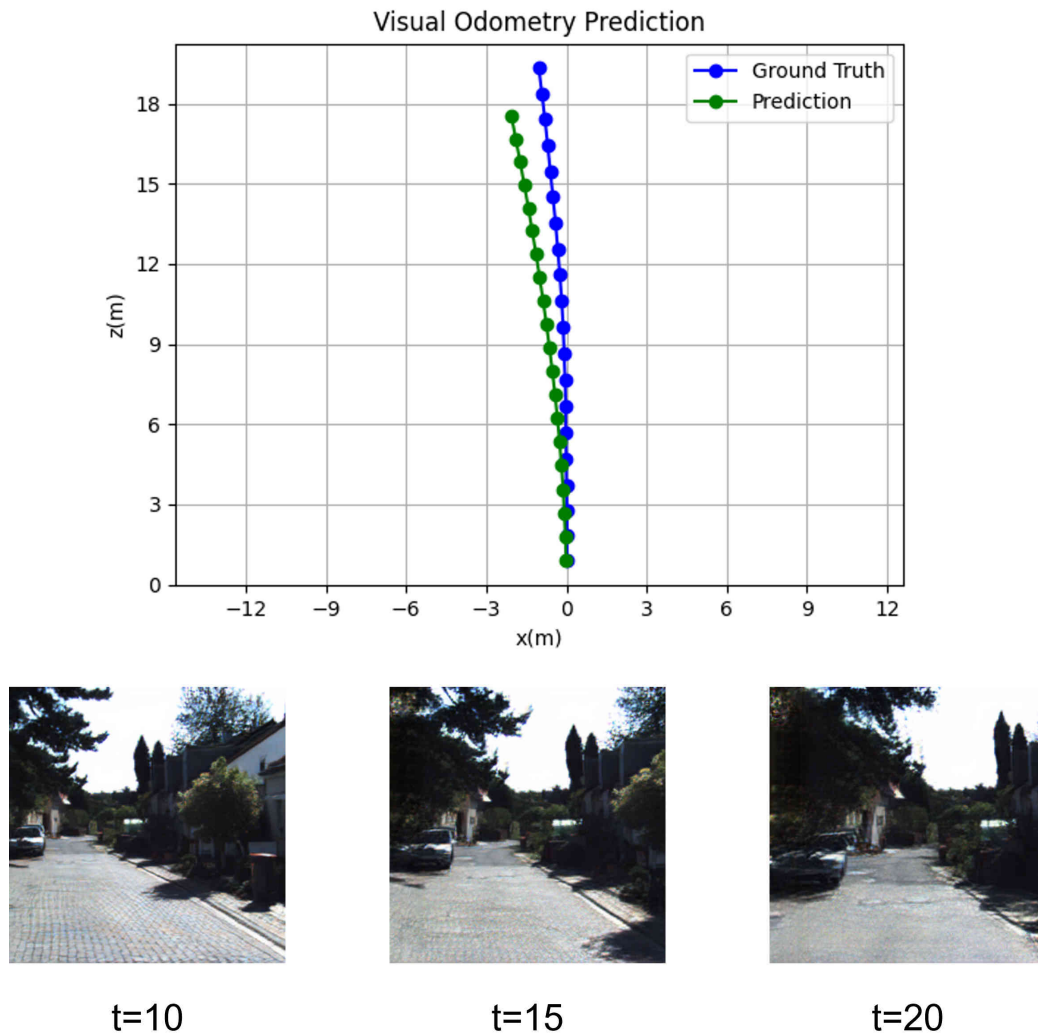 Visual Odometry Prediction
Ground Truth
Prediction
18
15
12
9
6
3
0
z(m)
−12 −9 −6 −3 0 3 6 9 12
x(m)
t=10 t=15 t=20